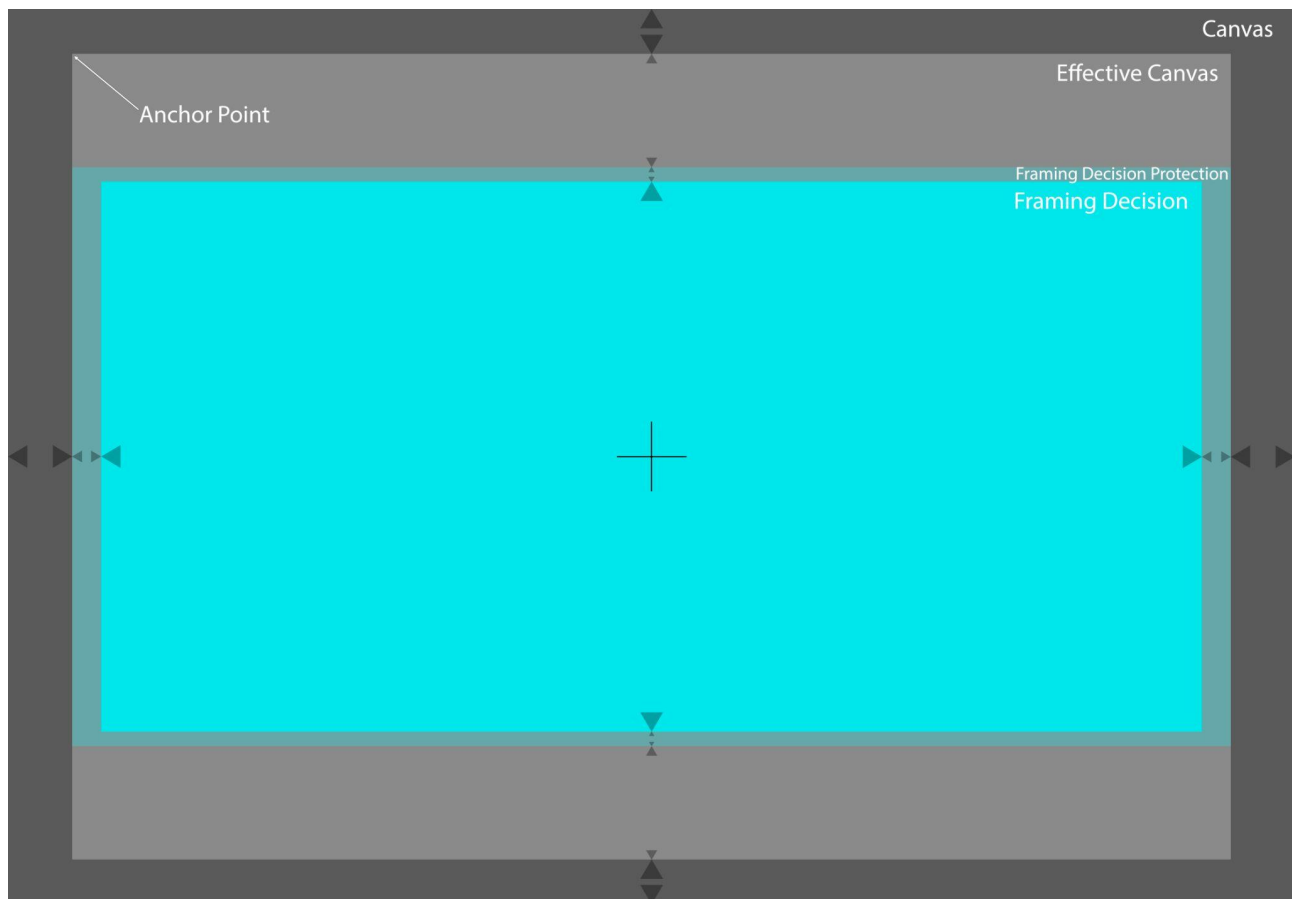 Canvas
Effective Canvas
Anchor Point
Framing Decision Protection
Framing Decision